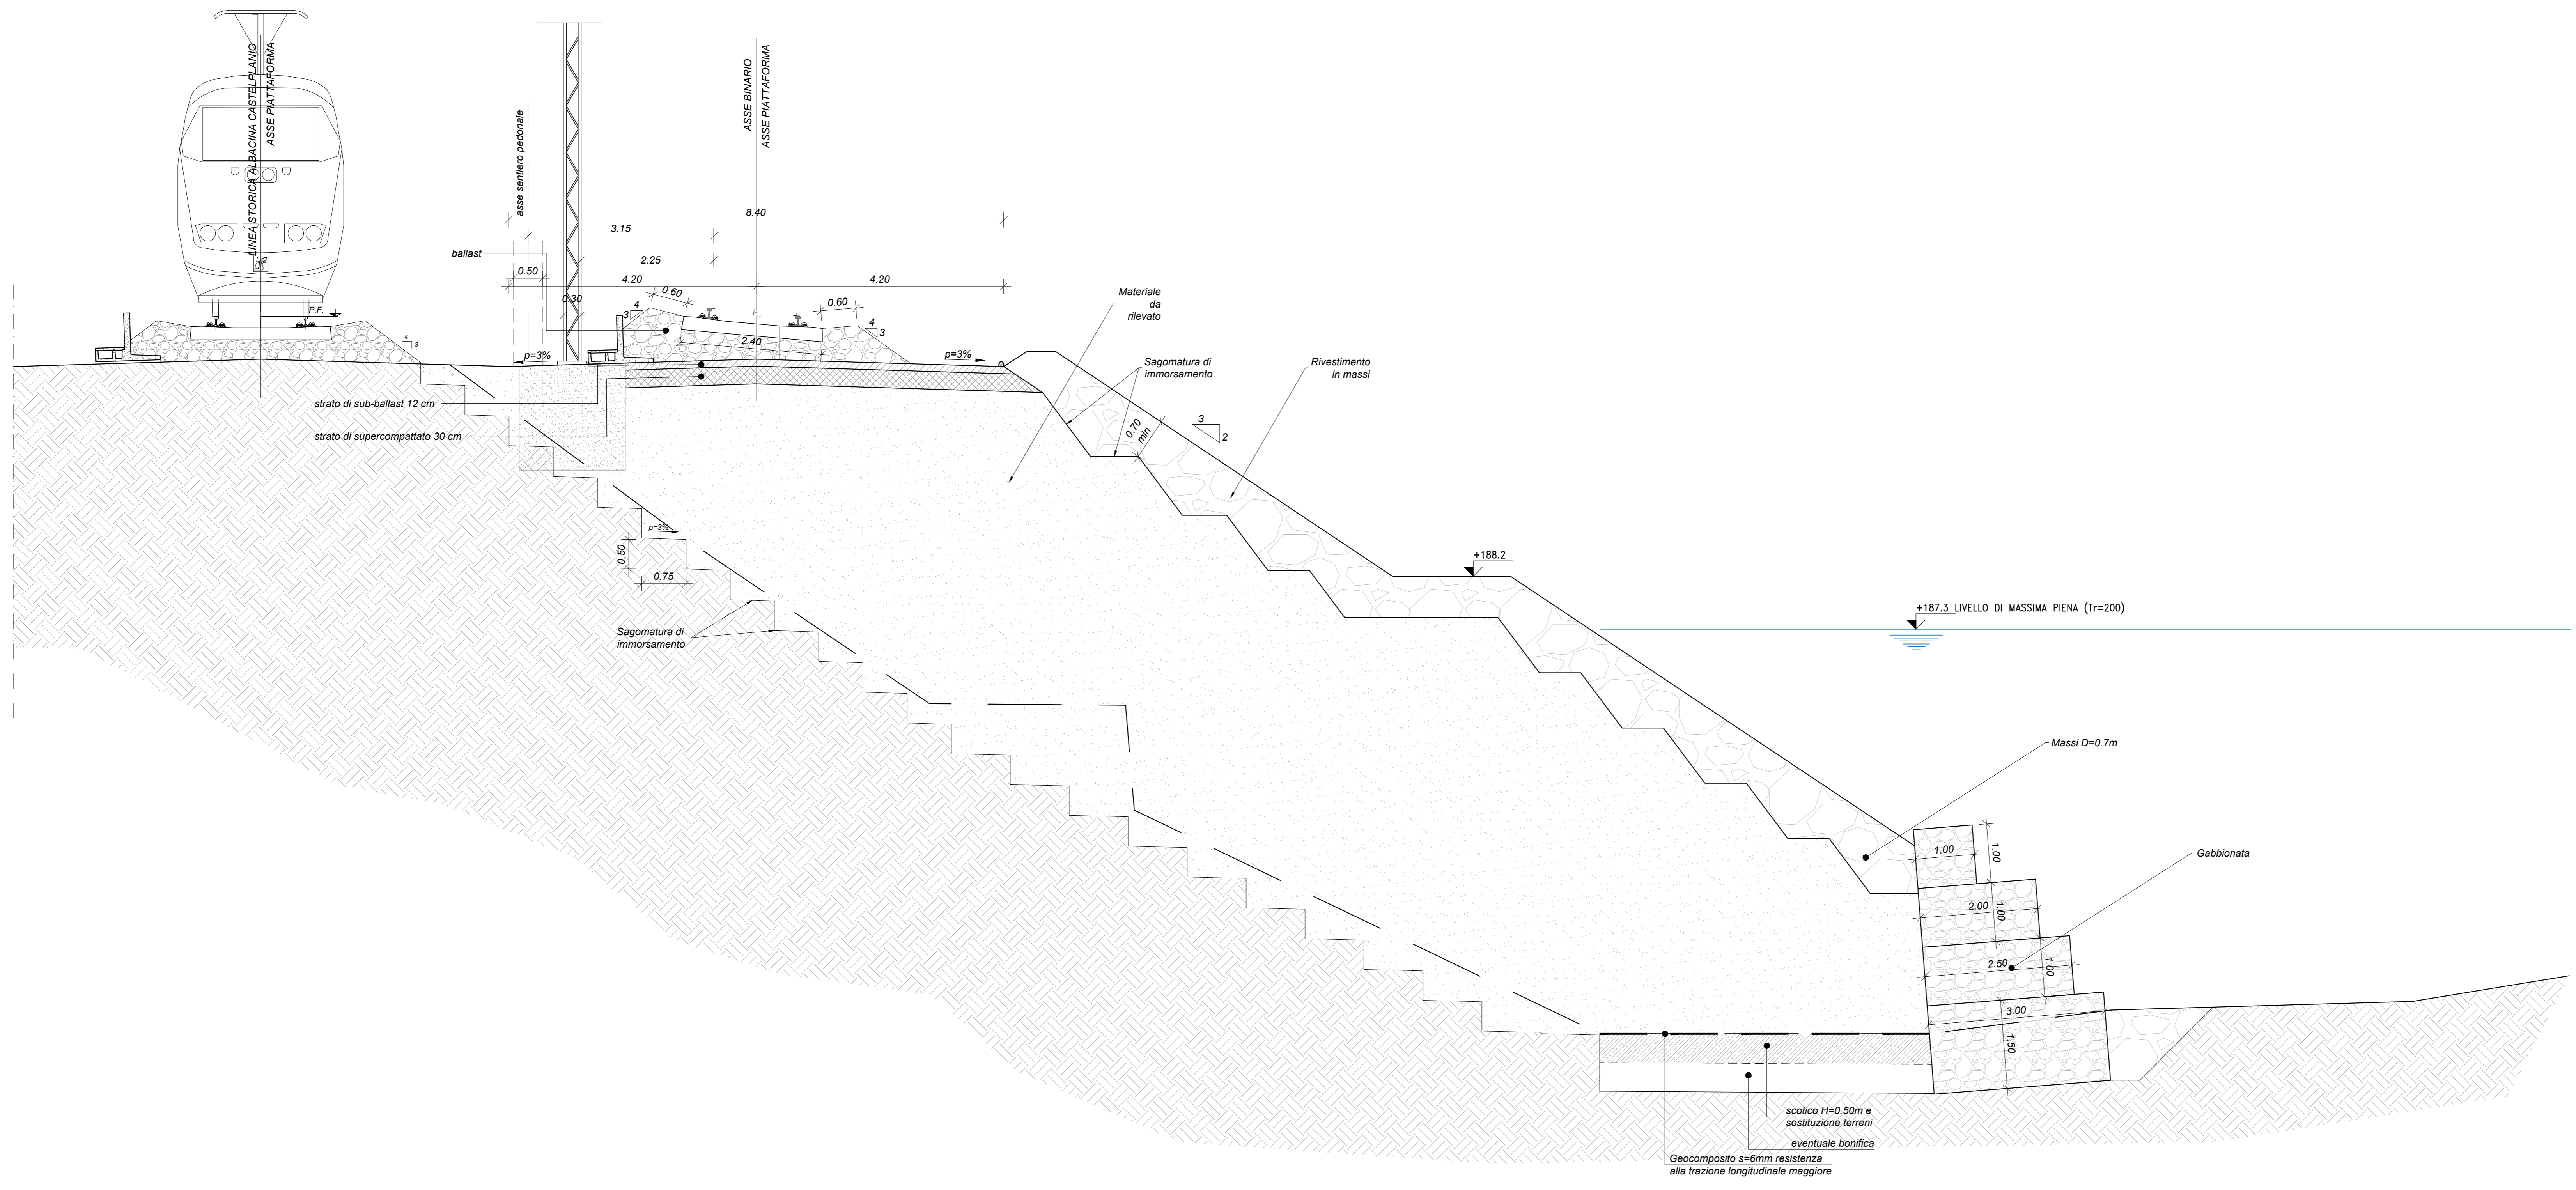 LINEA STORICA ALBACINA CASTELPLANIO
ASSE PIATTAFORMA
asse sentiero pedonale
ASSE BINARIO
ASSE PIATTAFORMA
8.40
3.15
ballast
2.25
0.50
4.20
4.20
0.30
0.60
0.60
P.F.
4
3
4
3
4
3
2.40
p=3%
p=3%
strato di sub-ballast 12 cm
strato di supercompattato 30 cm
Materiale
da
rilevato
Sagomatura di
immorsamento
Rivestimento
in massi
0.70
min
3
2
p=3%
0.50
0.75
Sagomatura di
immorsamento
+188.2
+187.3 LIVELLO DI MASSIMA PIENA (Tr=200)
Massi D=0.7m
Gabbionata
1.00
1.00
2.00
1.00
2.50
1.00
3.00
1.50
scotico H=0.50m e
sostituzione terreni
eventuale bonifica
Geocomposito s=6mm resistenza
alla trazione longitudinale maggiore